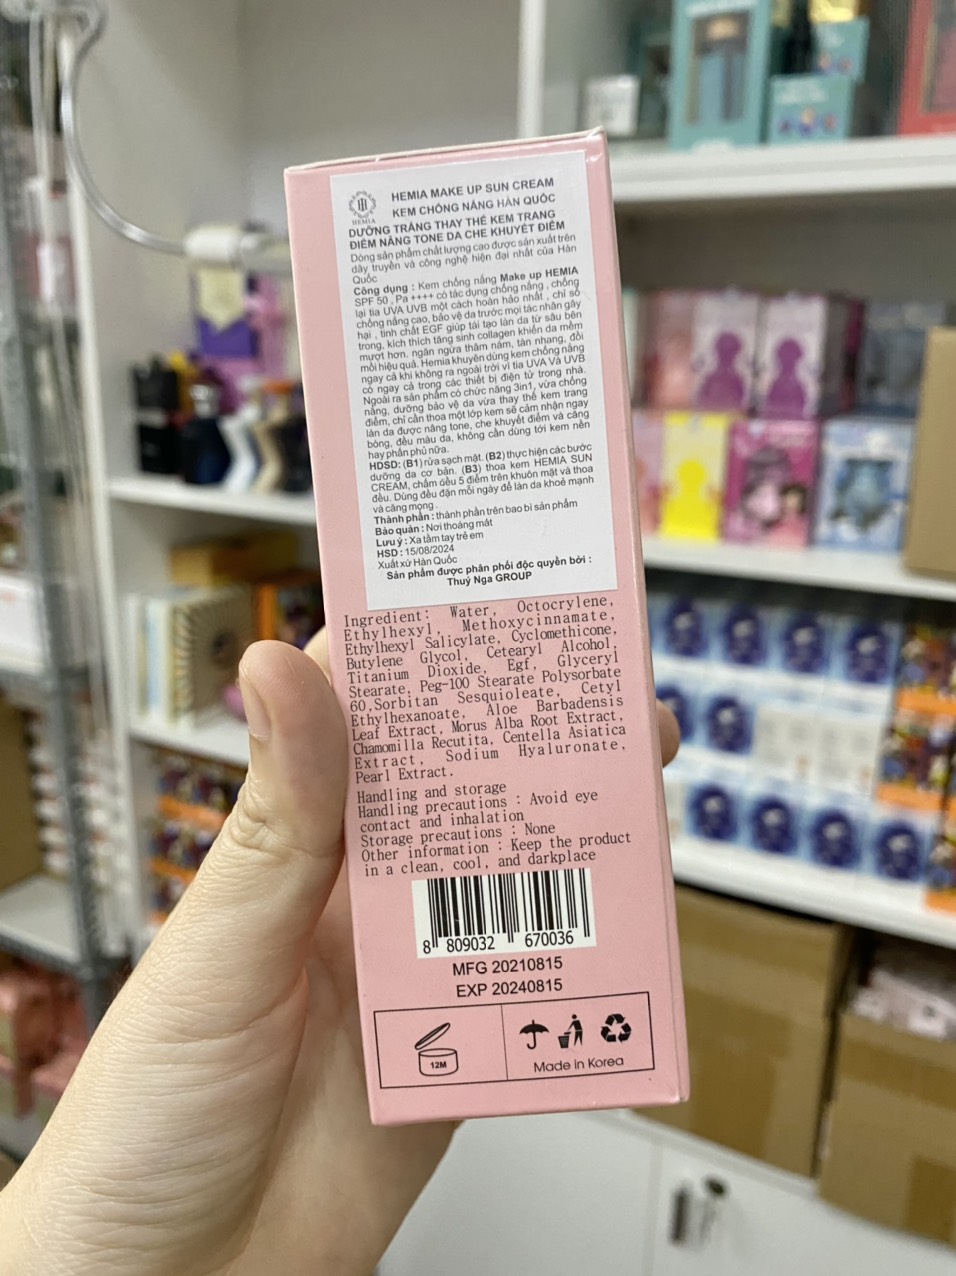 HEMIA
HEMIA MAKE UP SUN CREAM
KEM CHỐNG NẮNG HÀN QUỐC
DƯỠNG TRẮNG THAY THẾ KEM TRANG
ĐIỂM NÂNG TONE DA CHE KHUYẾT ĐIỂM
Dòng sản phẩm chất lượng cao được sản xuất trên
dây truyền và công nghệ hiện đại nhất của Hàn
Quốc
Công dụng : Kem chống nắng Make up HEMIA
SPF 50 , Pa ++++ có tác dụng chống nắng , chống
lại tia UVA UVB một cách hoàn hảo nhất , chỉ số
chống nắng cao, bảo vệ da trước mọi tác nhân gây
hại , tinh chất EGF giúp tái tạo làn da từ sâu bên
trong, kích thích tăng sinh collagen khiến da mềm
mượt hơn, ngăn ngừa thâm nám, tàn nhang, đồi
mồi hiệu quả. Hemia khuyên dùng kem chống nắng
ngay cả khi không ra ngoài trời vì tia UVA Và UVB
có ngay cả trong các thiết bị điện tử trong nhà.
Ngoài ra sản phẩm có chức năng 3in1, vừa chống
nắng, dưỡng bảo vệ da vừa thay thế kem trang
điểm, chỉ cần thoa một lớp kem sẽ cảm nhận ngay
làn da được nâng tone, che khuyết điểm và căng
bóng, đều màu da, không cần dùng tới kem nền
hay phấn phủ nữa.
HDSD: (B1) rửa sạch mặt. (B2) thực hiện các bước
dưỡng da cơ bản. (B3) thoa kem HEMIA SUN
CREAM, chấm đều 5 điểm trên khuôn mặt và thoa
đều. Dùng đều đặn mỗi ngày để làn da khoẻ mạnh
và căng mọng .
Thành phần : thành phần trên bao bì sản phẩm
Bảo quản : Nơi thoáng mát
Lưu ý : Xa tầm tay trẻ em
HSD : 15/08/2024
Xuất xứ Hàn Quốc
Sản phẩm được phân phối độc quyền bởi :
Thuý Nga GROUP
Ingredient: Water, Octocrylene,
Ethylhexyl, Methoxycinnamate,
Ethylhexyl Salicylate, Cyclomethicone,
Butylene Glycol, Cetearyl Alcohol,
Titanium Dioxide, Egf, Glyceryl
Stearate, Peg-100 Stearate Polysorbate
60,Sorbitan Sesquioleate, Cetyl
Ethylhexanoate, Aloe Barbadensis
Leaf Extract, Morus Alba Root Extract,
Chamomilla Recutita, Centella Asiatica
Extract, Sodium Hyaluronate,
Pearl Extract.
Handling and storage
Handling precautions : Avoid eye
contact and inhalation
Storage precautions : None
Other information : Keep the product
in a clean, cool, and darkplace
8 809032 670036
MFG 20210815
EXP 20240815
12M
Made in Korea